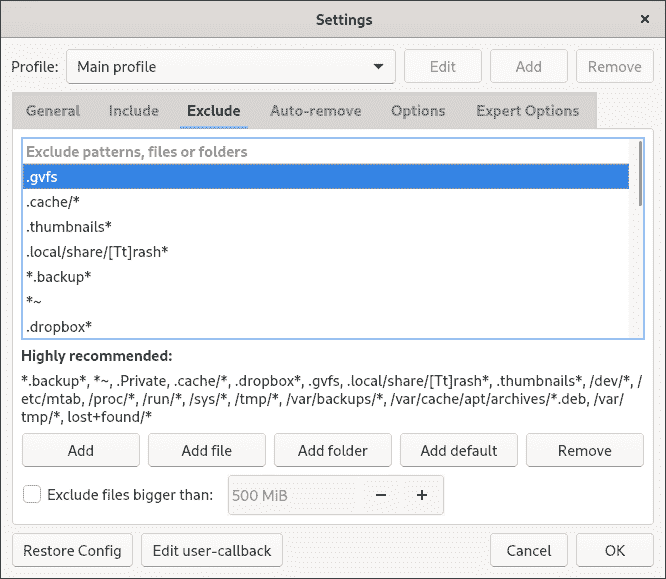 Settings
Profile: Main profile Edit Add Remove
General Include Exclude Auto-remove Options Expert Options
Exclude patterns, files or folders
.gvfs
.cache/*
.thumbnails*
.local/share/[Tt]rash*
*.backup*
*~
.dropbox*
Highly recommended:
*.backup*, *~, .Private, .cache/*, .dropbox*, .gvfs, .local/share/[Tt]rash*, .thumbnails*, /dev/*, /
etc/mtab, /proc/*, /run/*, /sys/*, /tmp/*, /var/backups/*, /var/cache/apt/archives/*.deb, /var/
tmp/*, lost+found/*
Add Add file Add folder Add default Remove
Exclude files bigger than: 500 MiB − +
Restore Config Edit user-callback Cancel OK